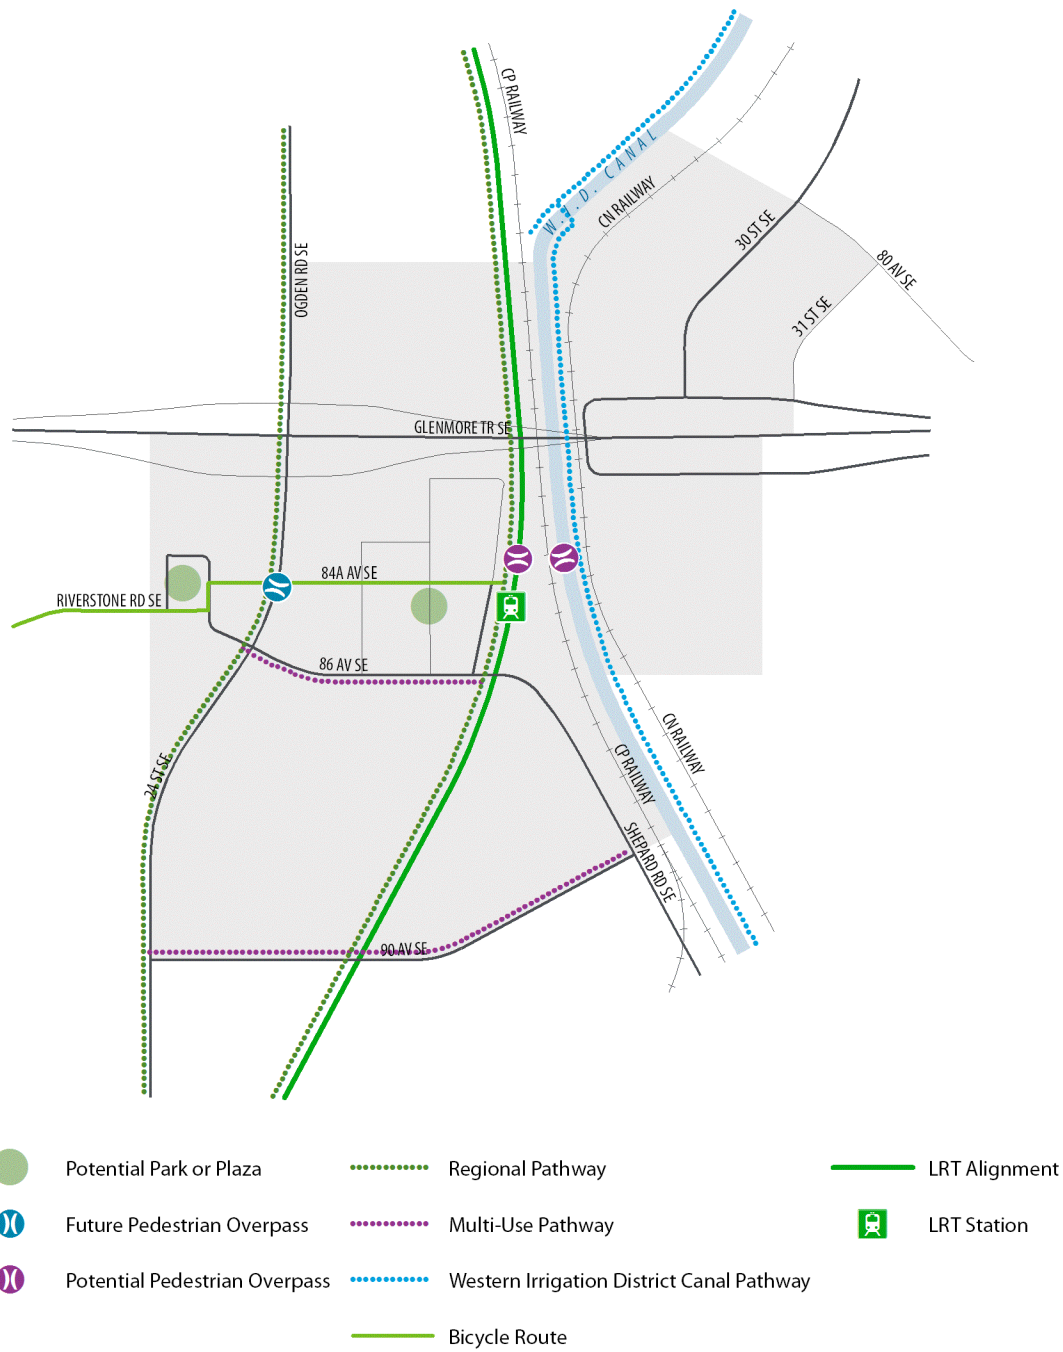 CP RAILWAY
W.I.D. CANAL
CN RAILWAY
OGDEN RD SE
30 ST SE
80 AV SE
31 ST SE
GLENMORE TR SE
84A AV SE
RIVERSTONE RD SE
86 AV SE
24 ST SE
CN RAILWAY
CP RAILWAY
SHEPARD RD SE
90 AV SE
Potential Park or Plaza
Regional Pathway
LRT Alignment
Future Pedestrian Overpass
Multi-Use Pathway
LRT Station
Potential Pedestrian Overpass
Western Irrigation District Canal Pathway
Bicycle Route